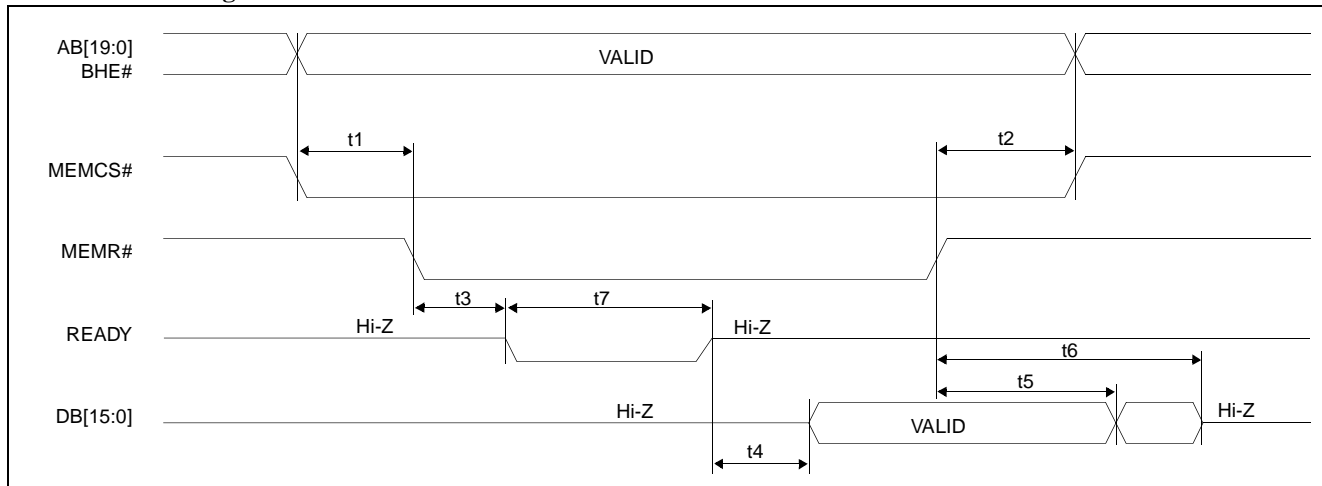 AB[19:0]
BHE#
VALID
t1
t2
MEMCS#
MEMR#
t3
t7
READY
Hi-Z
Hi-Z
t6
t5
DB[15:0]
Hi-Z
VALID
Hi-Z
t4